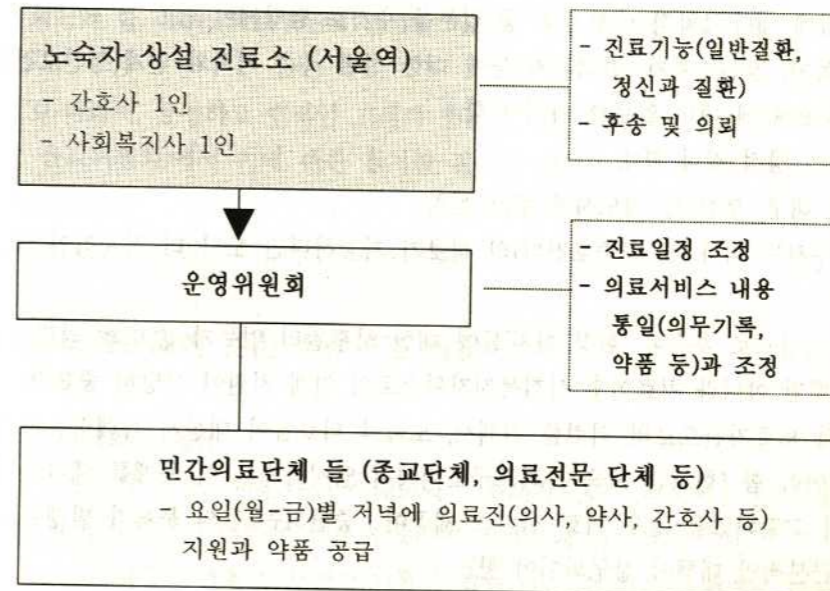 노숙자 상설 진료소 (서울역)
- 간호사 1인
- 사회복지사 1인
- 진료기능(일반질환,
정신과 질환)
- 후송 및 의뢰
운영위원회
- 진료일정 조정
- 의료서비스 내용
통일(의무기록,
약품 등)과 조정
민간의료단체 들 (종교단체, 의료전문 단체 등)
- 요일(월-금)별 저녁에 의료진(의사, 약사, 간호사 등)
지원과 약품 공급